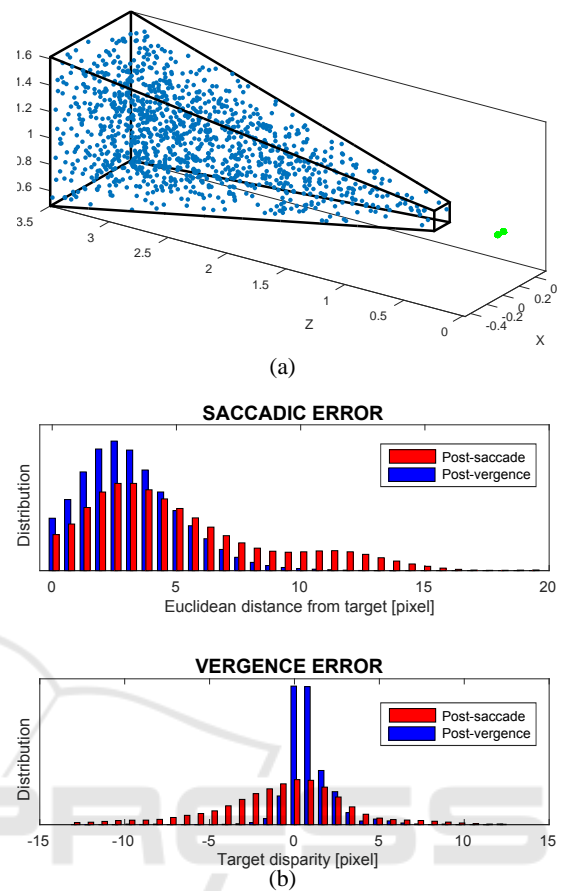 1.6
1.4
1.2
1
0.8
1.6
3.5
3
2.5
2
1.5
1
0.5
0
Z
-0.4
-0.2
0
0.2
0
X
(a)
SACCADIC ERROR
Distribution
Post-saccade
Post-vergence
0 5 10 15 20
Euclidean distance from target [pixel]
VERGENCE ERROR
Distribution
Post-saccade
Post-vergence
-15 -10 -5 0 5 10 15
Target disparity [pixel]
(b)